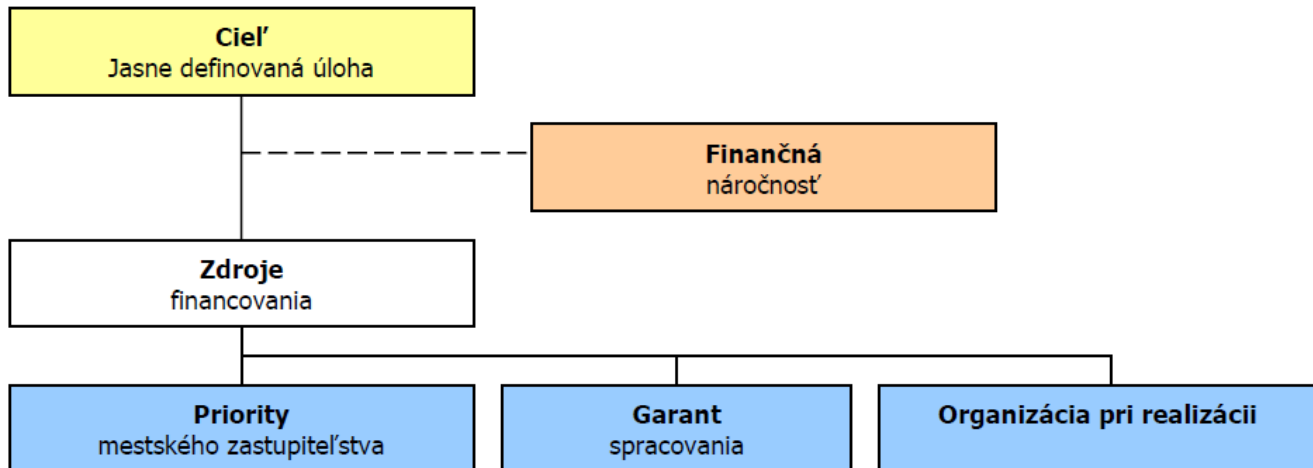 Cieľ
Jasne definovaná úloha
Finančná
náročnosť
Zdroje
financovania
Priority
mestského zastupiteľstva
Garant
spracovania
Organizácia pri realizácii